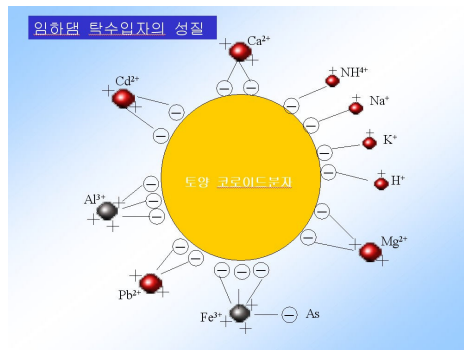 임하댐 탁수입자의 성질
Ca²⁺
Cd²⁺
NH⁴⁺
Na⁺
K⁺
H⁺
Al³⁺
토양 코로이드분자
Mg²⁺
Pb²⁺
Fe³⁺
As